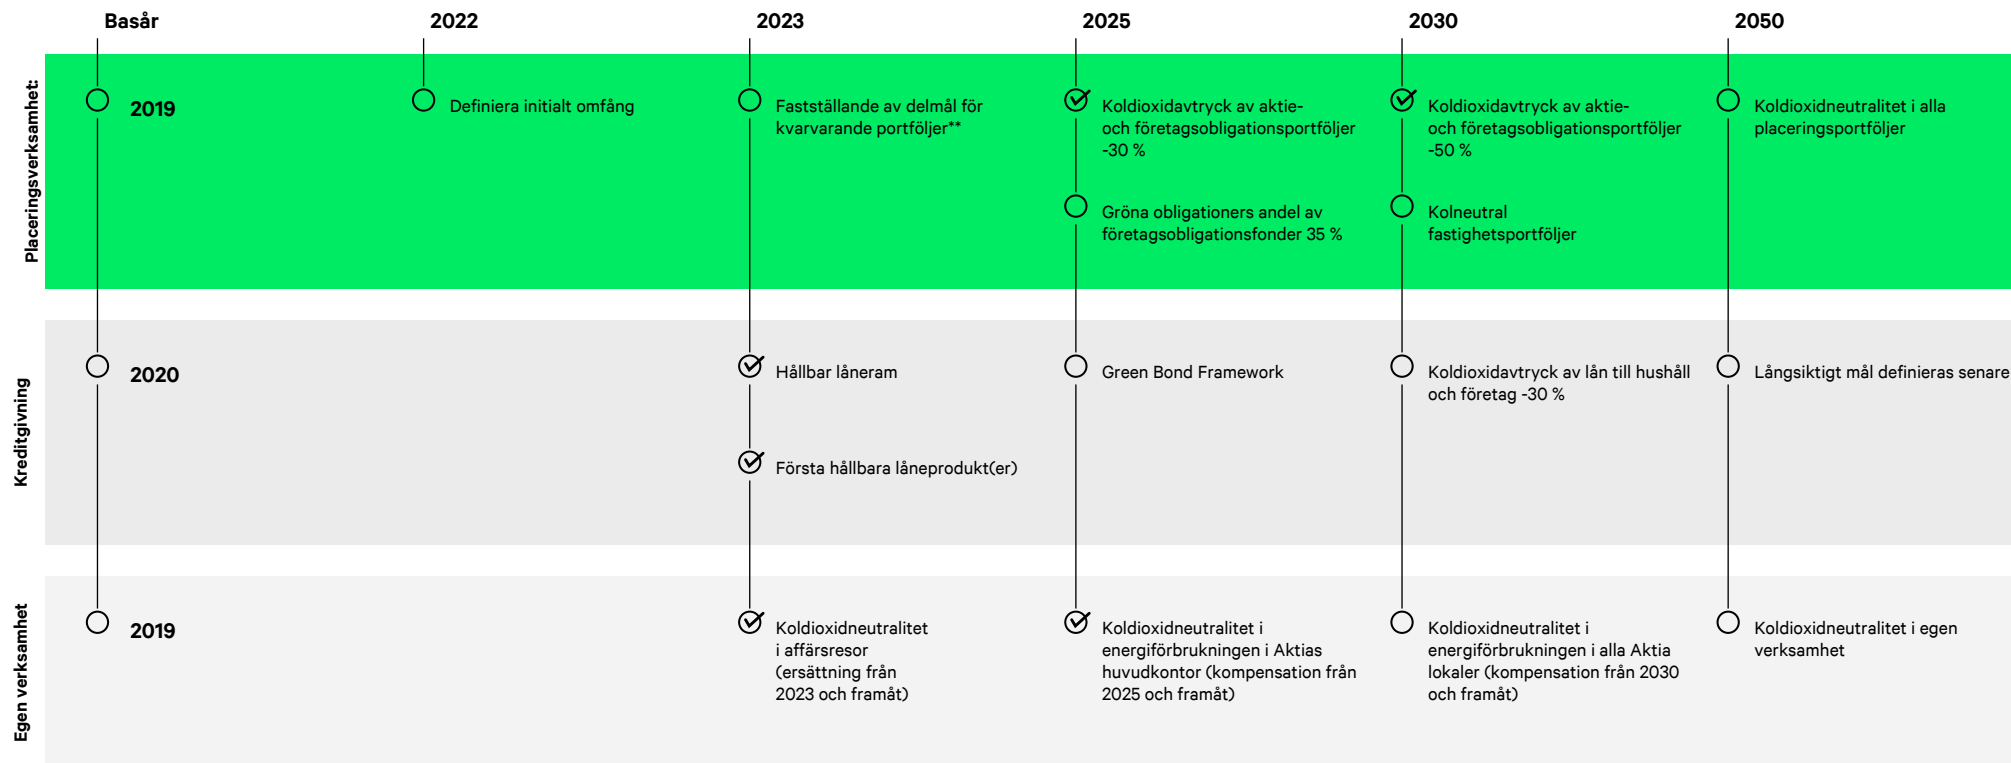 Basår
2022
2023
2025
2030
2050
Placeringsverksamhet:
2019
Definiera initialt omfång
Fastställande av delmål för
kvarvarande portföljer**
Koldioxidavtryck av aktie-
och företagsobligationsportföljer
-30 %
Gröna obligationers andel av
företagsobligationsfonder 35 %
Koldioxidavtryck av aktie-
och företagsobligationsportföljer
-50 %
Kolneutral
fastighetsportföljer
Koldioxidneutralitet i alla
placeringsportföljer
Kreditgivning
2020
Hållbar låneram
Första hållbara låneprodukt(er)
Green Bond Framework
Koldioxidavtryck av lån till hushåll
och företag -30 %
Långsiktigt mål definieras senare
Egen verksamhet
2019
Koldioxidneutralitet
i affärsresor
(ersättning från
2023 och framåt)
Koldioxidneutralitet i
energiförbrukningen i Aktias
huvudkontor (kompensation från
2025 och framåt)
Koldioxidneutralitet i
energiförbrukningen i alla Aktia
lokaler (kompensation från 2030
och framåt)
Koldioxidneutralitet i egen
verksamhet